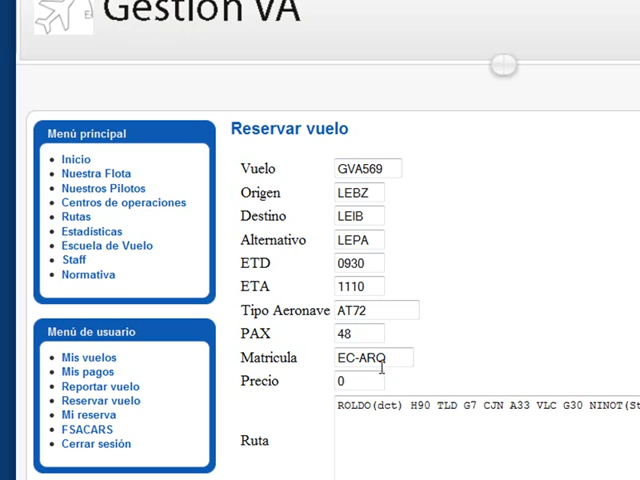 Gestión VA
Menú principal
Inicio
Nuestra Flota
Nuestros Pilotos
Centros de operaciones
Rutas
Estadísticas
Escuela de Vuelo
Staff
Normativa
Menú de usuario
Mis vuelos
Mis pagos
Reportar vuelo
Reservar vuelo
Mi reserva
FSACARS
Cerrar sesión
Reservar vuelo
Vuelo GVA569
Origen LEBZ
Destino LEIB
Alternativo LEPA
ETD 0930
ETA 1110
Tipo Aeronave AT72
PAX 48
Matricula EC-ARQ
Precio 0
Ruta ROLDO(dct) H90 TLD G7 CJN A33 VLC G30 NINOT(St